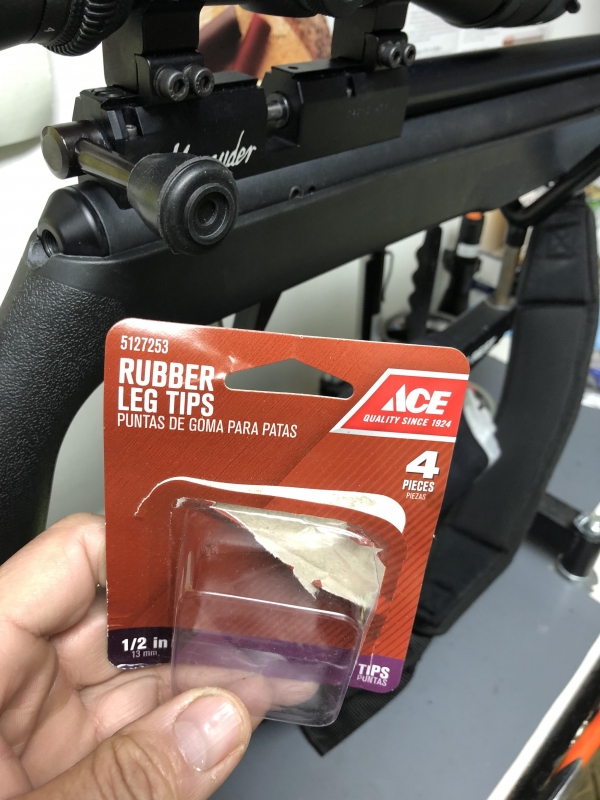 Marauder
5127253
RUBBER
LEG TIPS
PUNTAS DE GOMA PARA PATAS
ACE
QUALITY SINCE 1924
4
PIECES
PIEZAS
1/2 in
13 mm
TIPS
PUNTAS